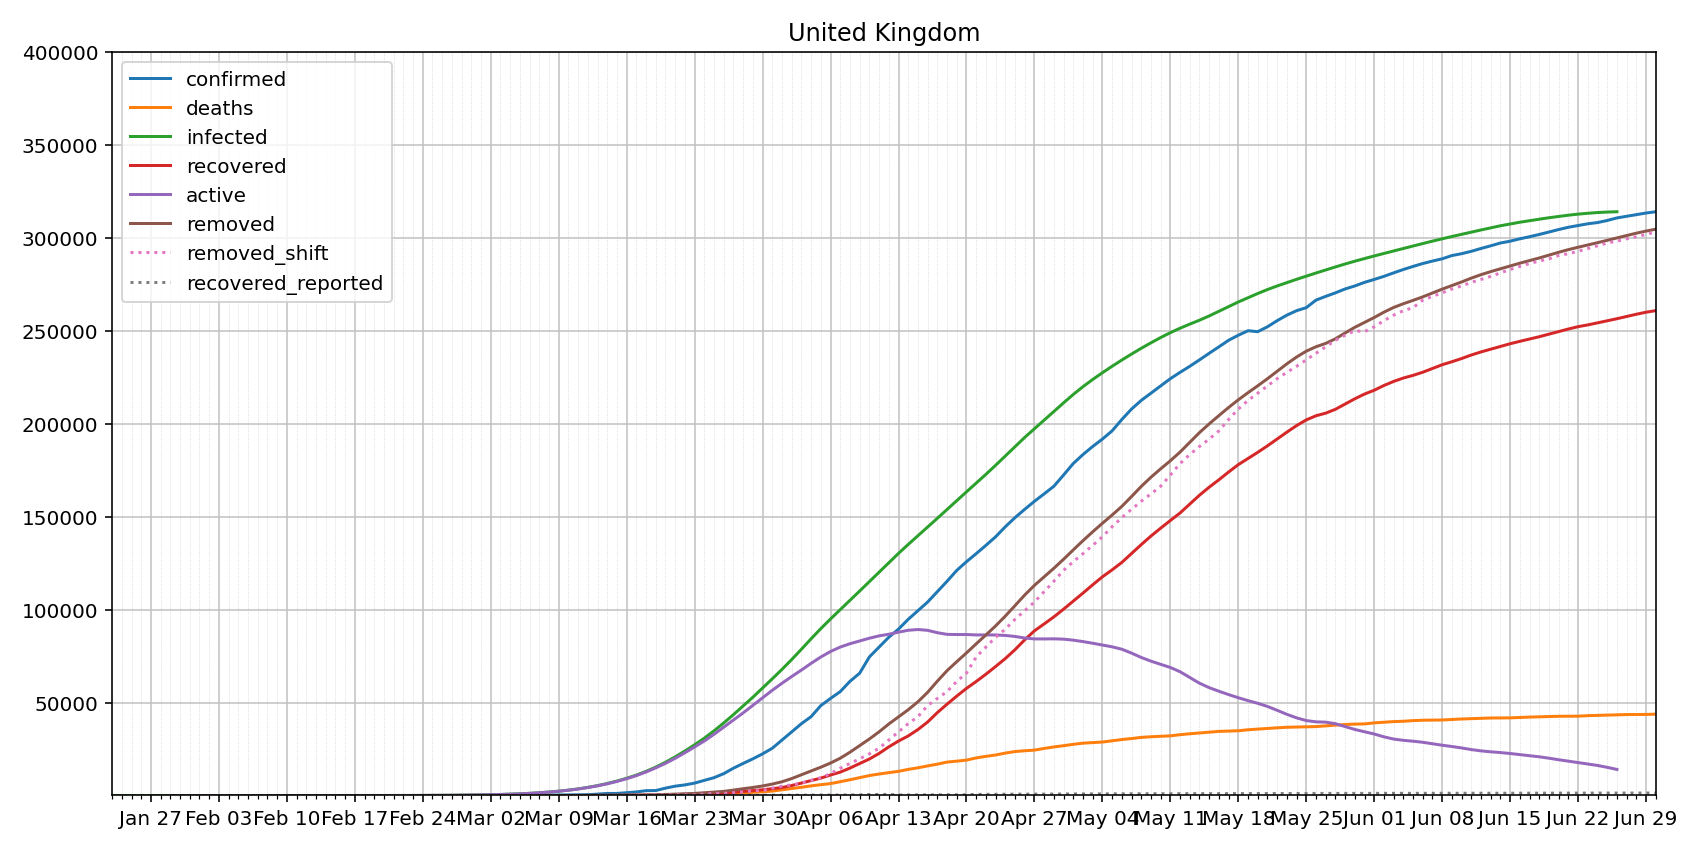 United Kingdom
400000
350000
300000
250000
200000
150000
100000
50000
confirmed
deaths
infected
recovered
active
removed
removed_shift
recovered_reported
Jan 27 Feb 03 Feb 10 Feb 17 Feb 24 Mar 02 Mar 09 Mar 16 Mar 23 Mar 30 Apr 06 Apr 13 Apr 20 Apr 27 May 04 May 11 May 18 May 25 Jun 01 Jun 08 Jun 15 Jun 22 Jun 29